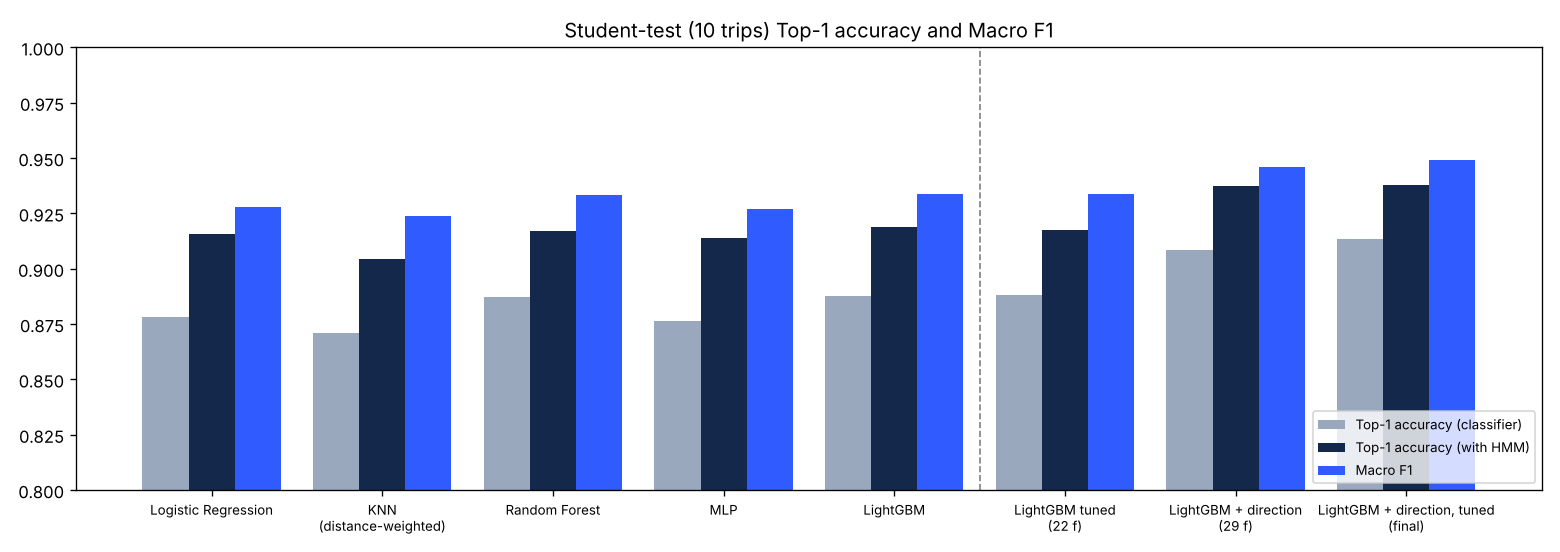 Student-test (10 trips) Top-1 accuracy and Macro F1
1.000
0.975
0.950
0.925
0.900
0.875
0.850
0.825
0.800
Logistic Regression
KNN
(distance-weighted)
Random Forest
MLP
LightGBM
LightGBM tuned
(22 f)
LightGBM + direction
(29 f)
LightGBM + direction, tuned
(final)
Top-1 accuracy (classifier)
Top-1 accuracy (with HMM)
Macro F1